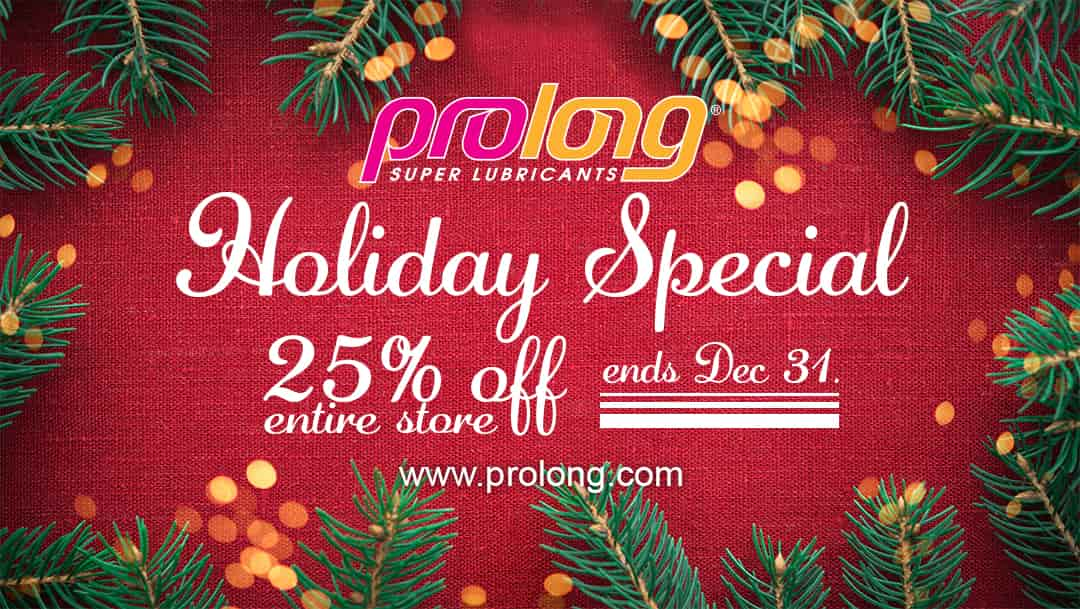 prolong®
SUPER LUBRICANTS
Holiday Special
25% off
entire store
ends Dec 31.
www.prolong.com